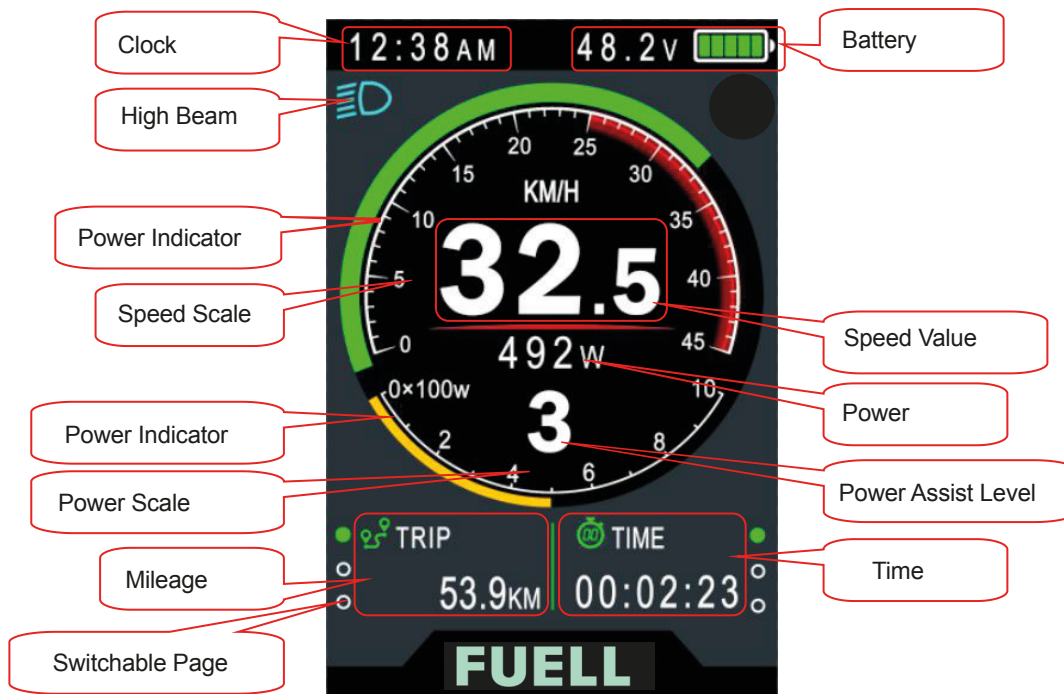 Clock
12:38AM
48.2V
Battery
High Beam
20
25
15
30
KM/H
10
35
Power Indicator
32.5
5
40
Speed Scale
Speed Value
0
492W
45
0×100w
3
10
Power
Power Indicator
2
8
4
6
Power Scale
Power Assist Level
TRIP
00
TIME
Mileage
Time
53.9KM
00:02:23
Switchable Page
FUELL